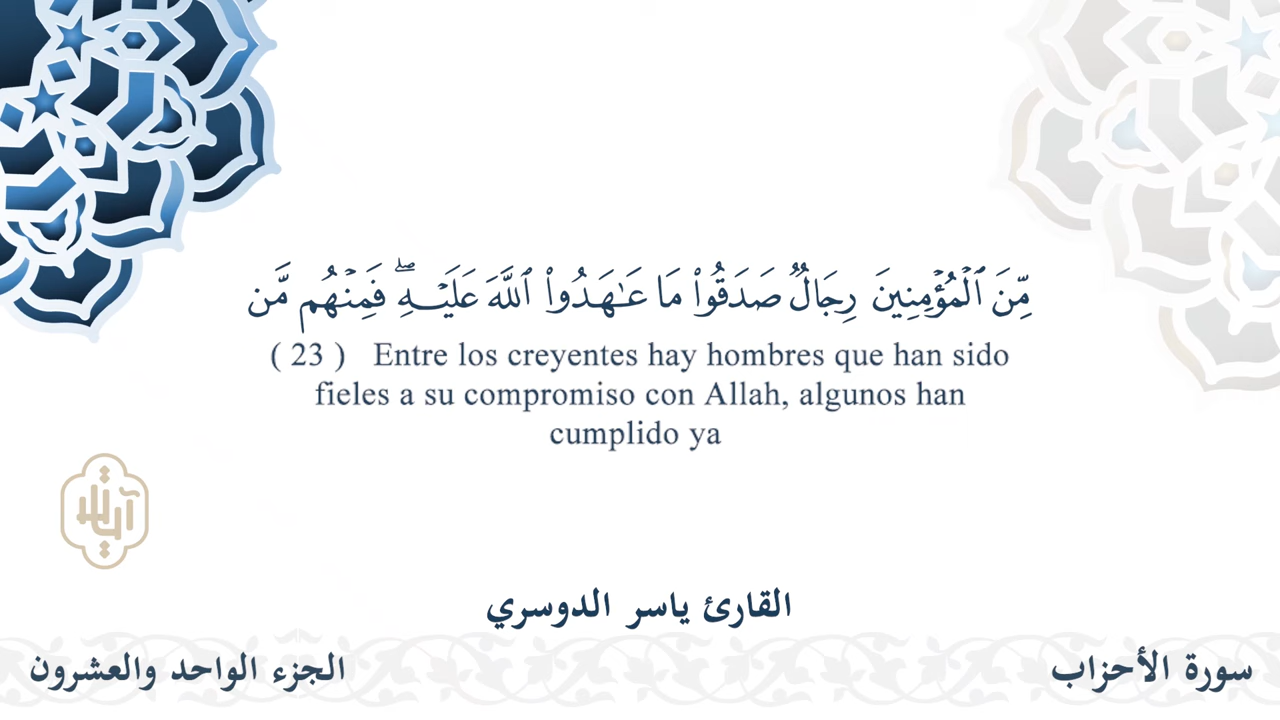 مِّنَ ٱلْمُؤْمِنِينَ رِجَالٌ صَدَقُوا۟ مَا عَـٰهَدُوا۟ ٱللَّهَ عَلَيْهِ ۖ فَمِنْهُم مَّن
( 23 ) Entre los creyentes hay hombres que han sido
fieles a su compromiso con Allah, algunos han
cumplido ya
القارئ ياسر الدوسري
سورة الأحزاب
الجزء الواحد والعشرون